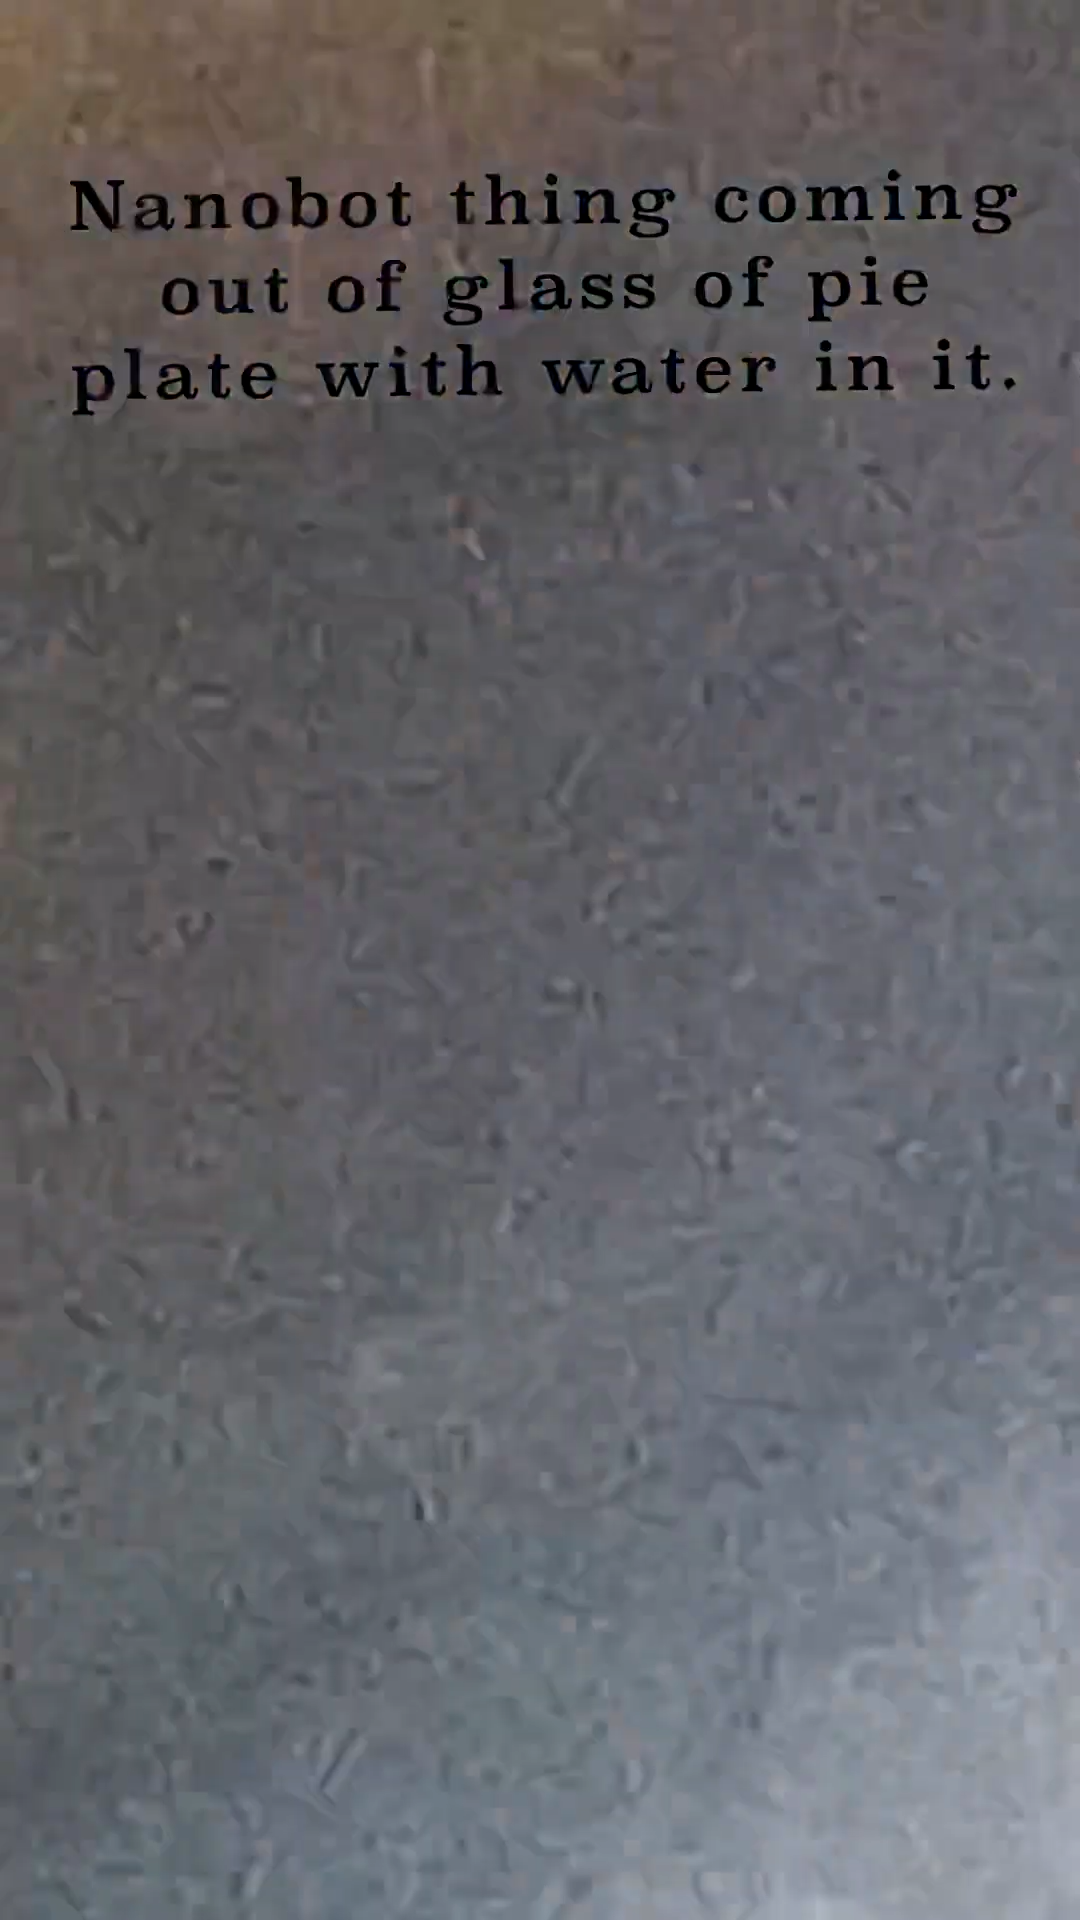 Nanobot thing coming
out of glass of pie
plate with water in it.